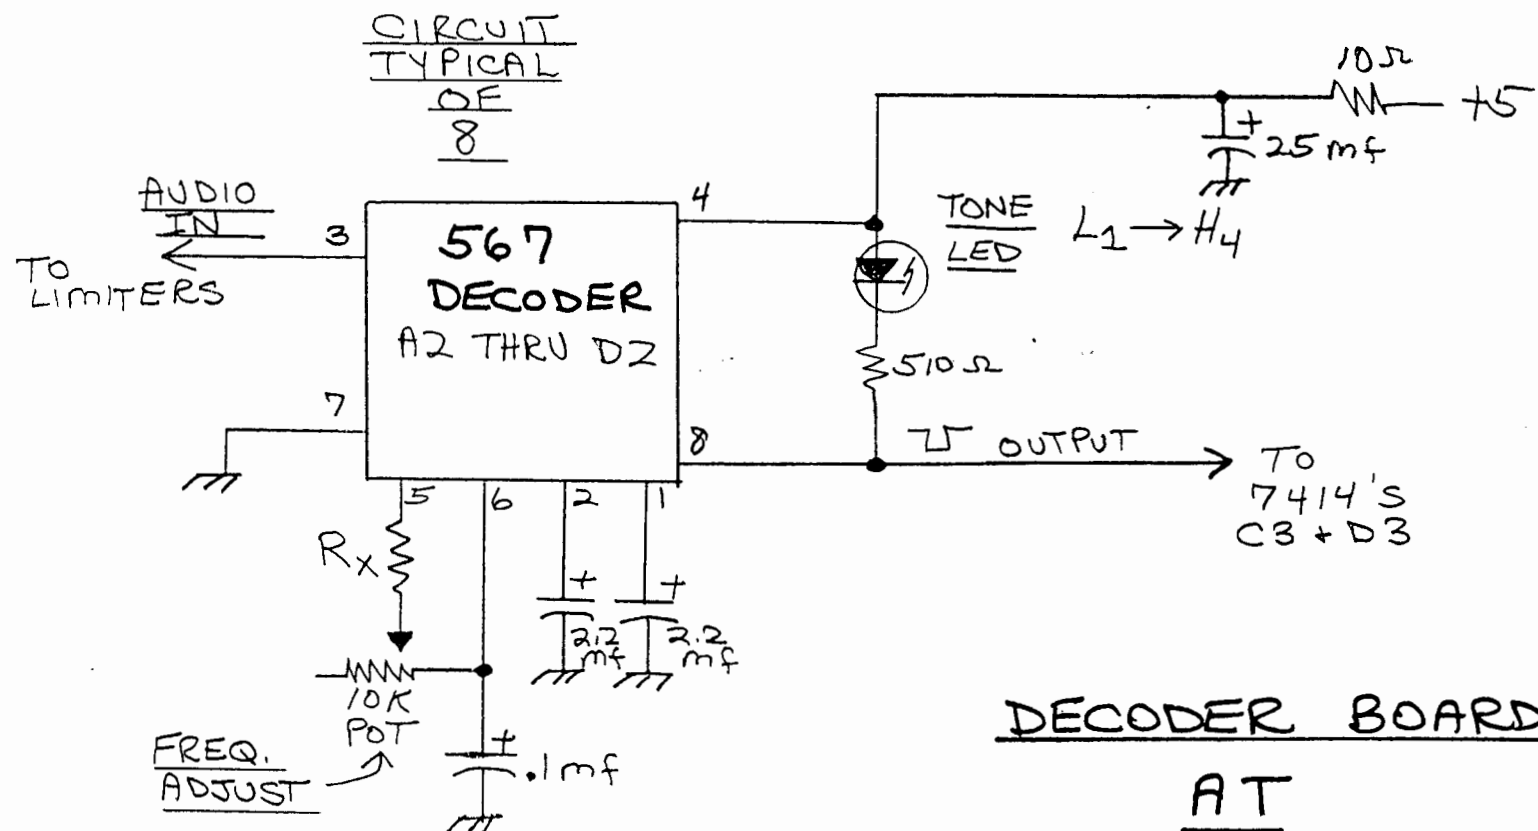 CIRCUIT
TYPICAL
OF
8
10Ω
+5
+
25 mf
AUDIO
IN
3
TO
LIMITERS
567
DECODER
A2 THRU D2
4
TONE
LED
L1 → H4
510Ω
7
8
OUTPUT
TO
7414'S
C3 + D3
5
6
2
1
Rx
+
2.2
mf
+
2.2
mf
10K
POT
FREQ.
ADJUST
+
.1mf
DECODER BOARD
AT